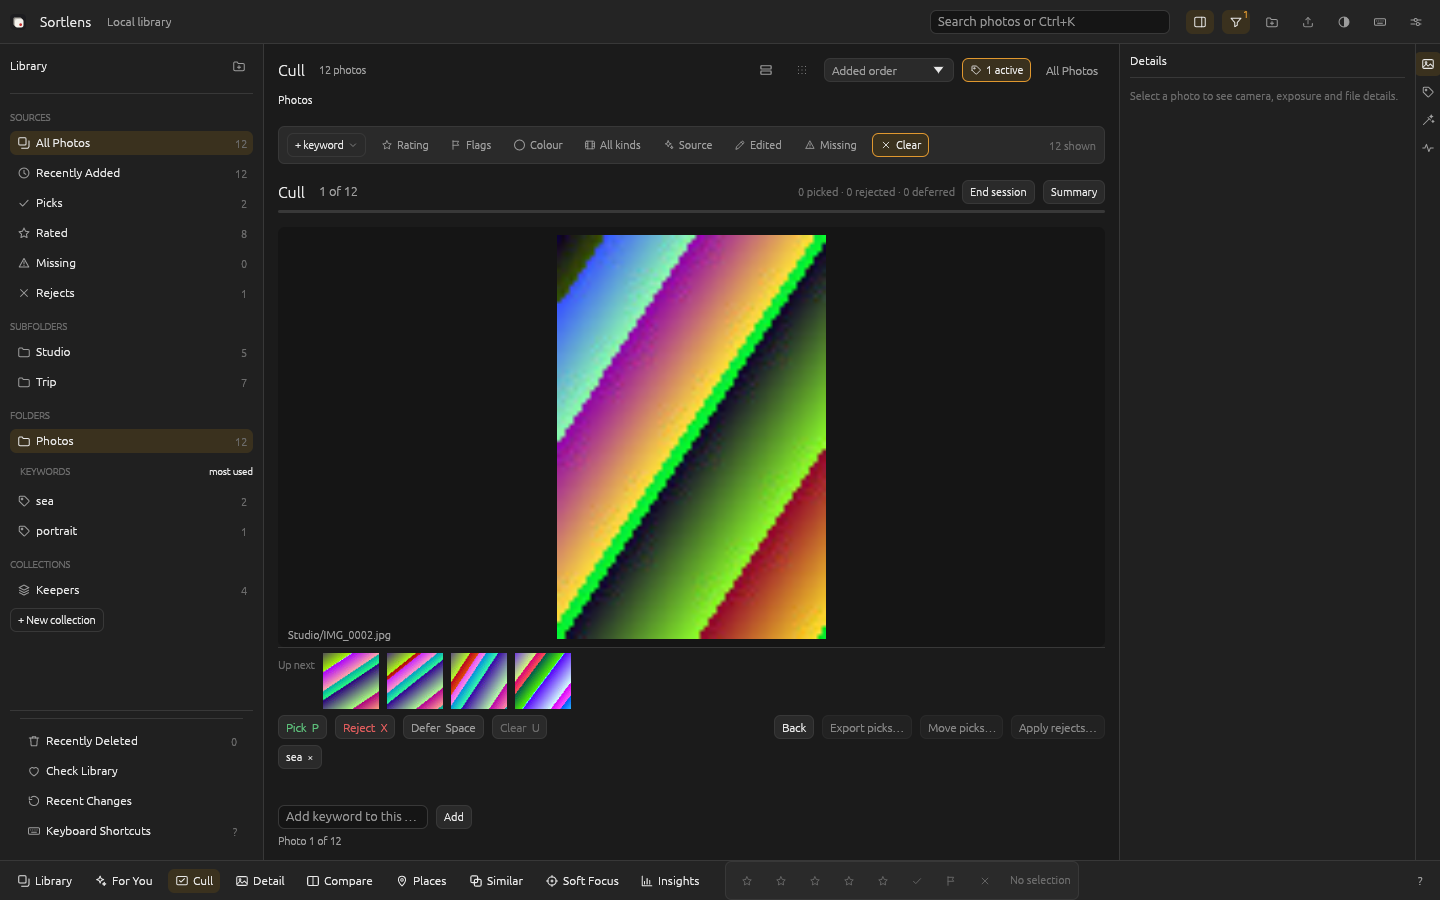 Sortlens Local library Search photos or Ctrl+K
Library
SOURCES
All Photos 12
Recently Added 12
Picks 2
Rated 8
Missing 0
Rejects 1
SUBFOLDERS
Studio 5
Trip 7
FOLDERS
Photos 12
KEYWORDS most used
sea 2
portrait 1
COLLECTIONS
Keepers 4
+ New collection
Recently Deleted 0
Check Library
Recent Changes
Keyboard Shortcuts ?
Cull 12 photos Added order 1 active All Photos
Photos
+ keyword Rating Flags Colour All kinds Source Edited Missing Clear 12 shown
Cull 1 of 12 0 picked · 0 rejected · 0 deferred End session Summary
Studio/IMG_0002.jpg
Up next
Pick P Reject X Defer Space Clear U Back Export picks... Move picks... Apply rejects...
sea ×
Add keyword to this ... Add
Photo 1 of 12
Details
Select a photo to see camera, exposure and file details.
Library For You Cull Detail Compare Places Similar Soft Focus Insights No selection ?